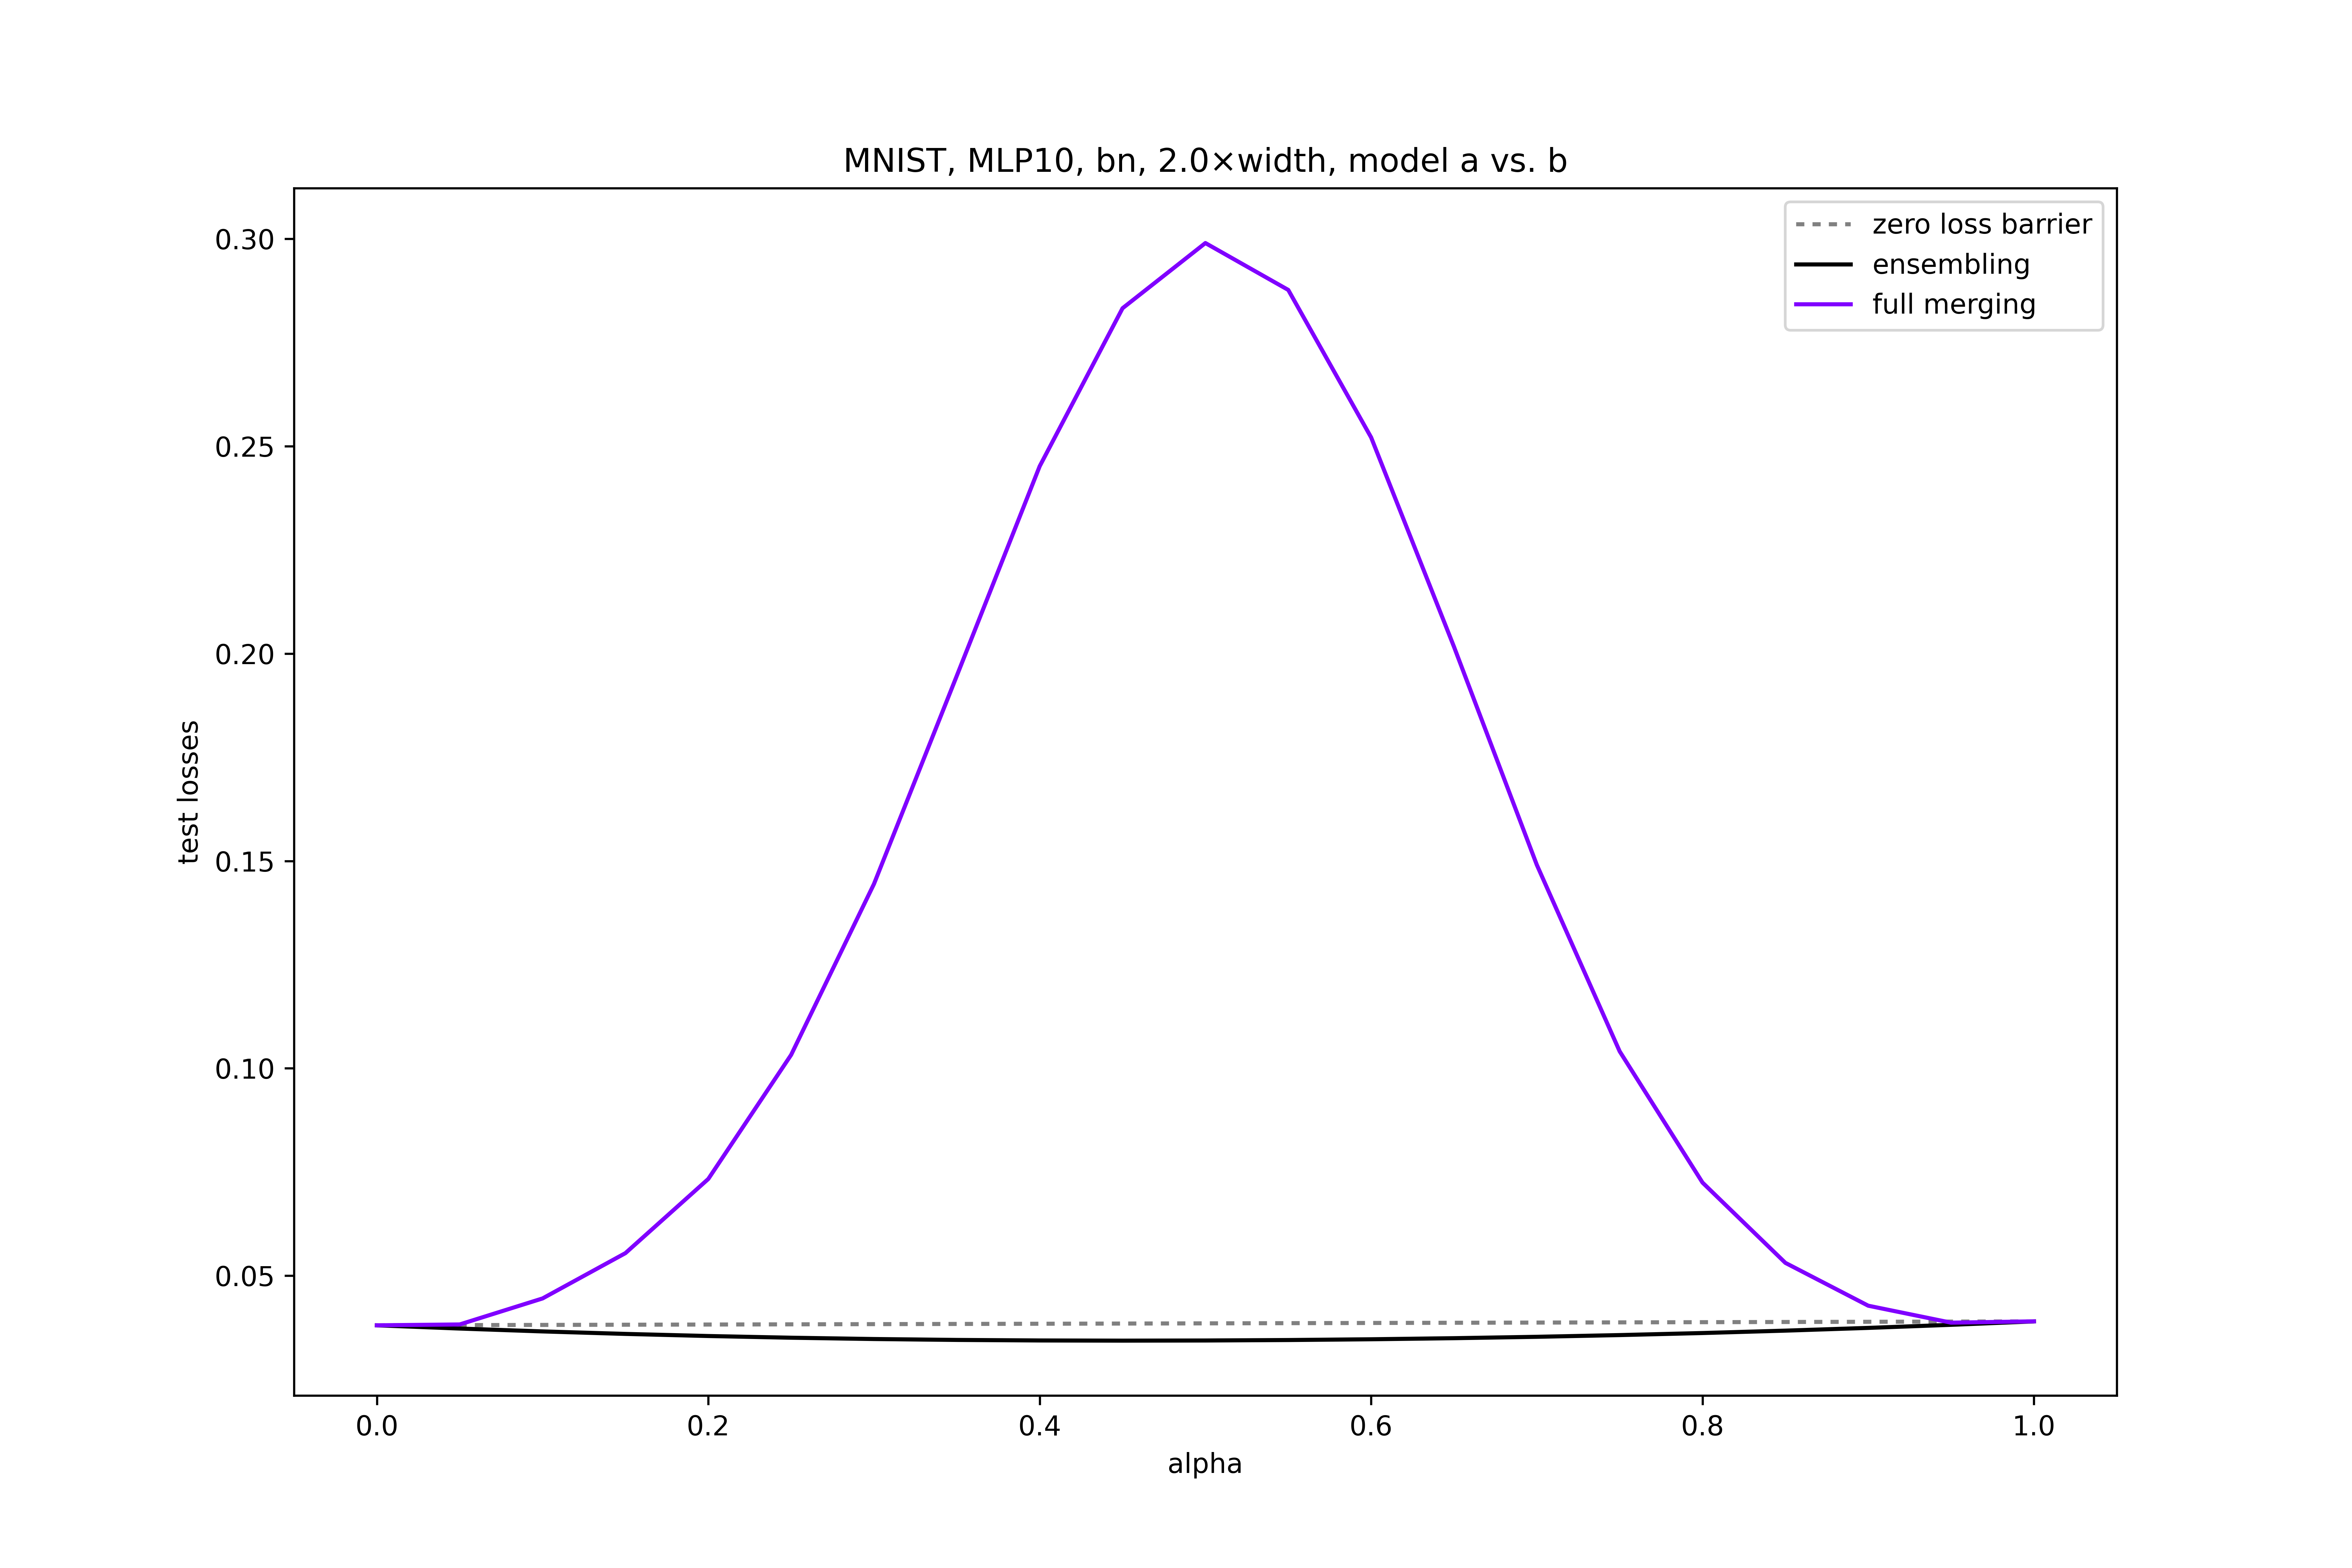 MNIST, MLP10, bn, 2.0×width, model a vs. b
zero loss barrier
ensembling
full merging
0.30
0.25
0.20
0.15
0.10
0.05
test losses
0.0 0.2 0.4 0.6 0.8 1.0
alpha